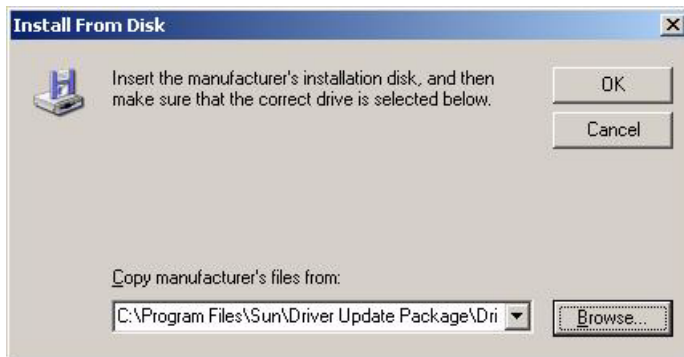 Install From Disk
Insert the manufacturer's installation disk, and then
make sure that the correct drive is selected below.
OK
Cancel
Copy manufacturer's files from:
C:\Program Files\Sun\Driver Update Package\Dri
Browse...